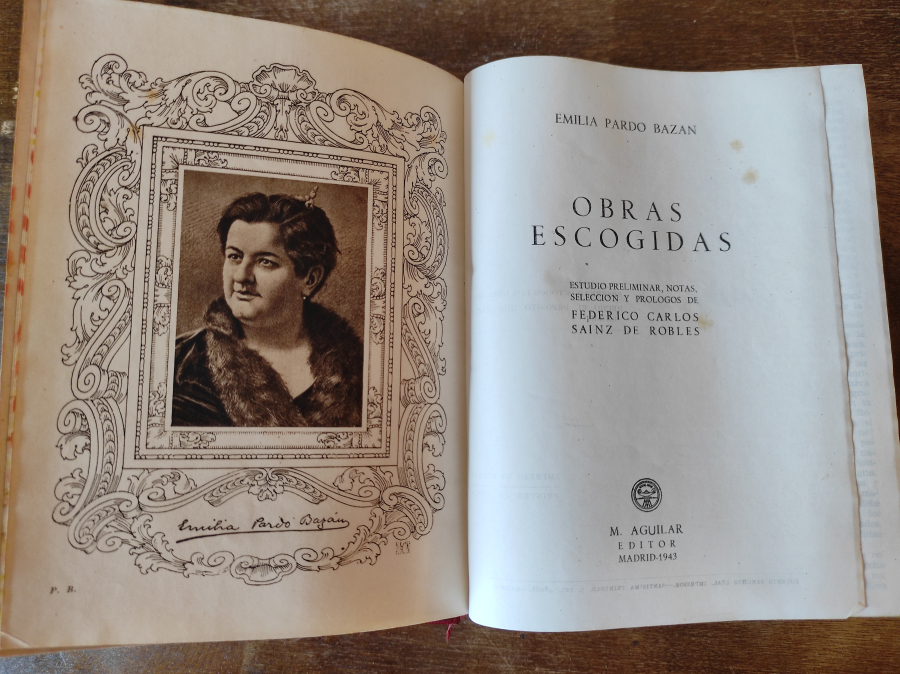 Emilia Pardo Bazán
P. B.
EMILIA PARDO BAZAN
OBRAS
ESCOGIDAS
ESTUDIO PRELIMINAR, NOTAS,
SELECCION Y PROLOGOS DE
FEDERICO CARLOS
SAINZ DE ROBLES
M. AGUILAR
EDITOR
MADRID-1943